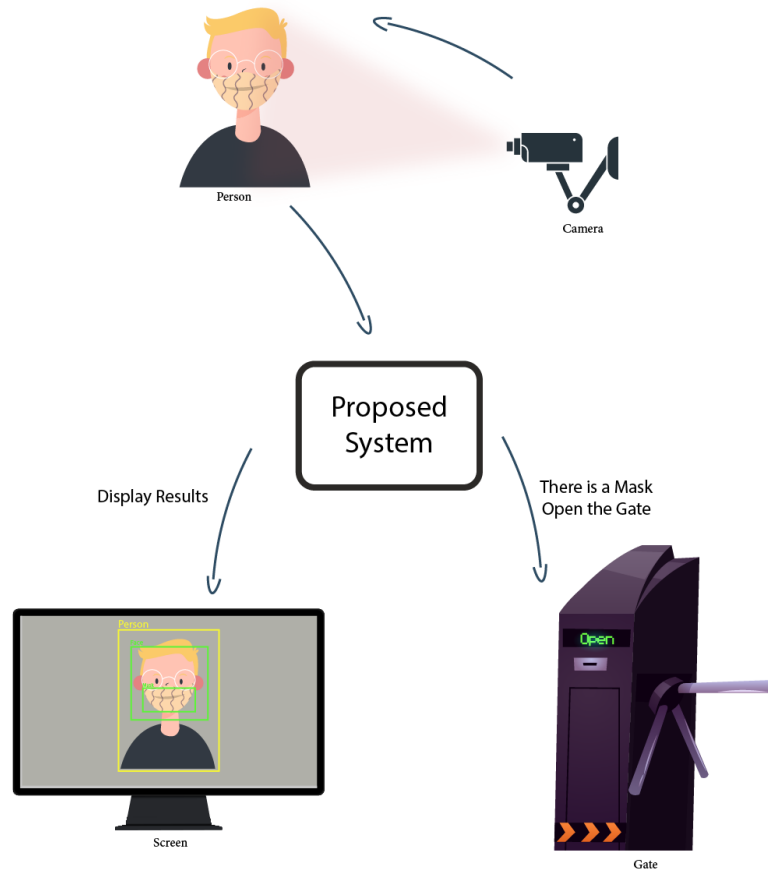 Person
Camera
Proposed
System
Display Results
There is a Mask
Open the Gate
Person
Open
Screen
Gate